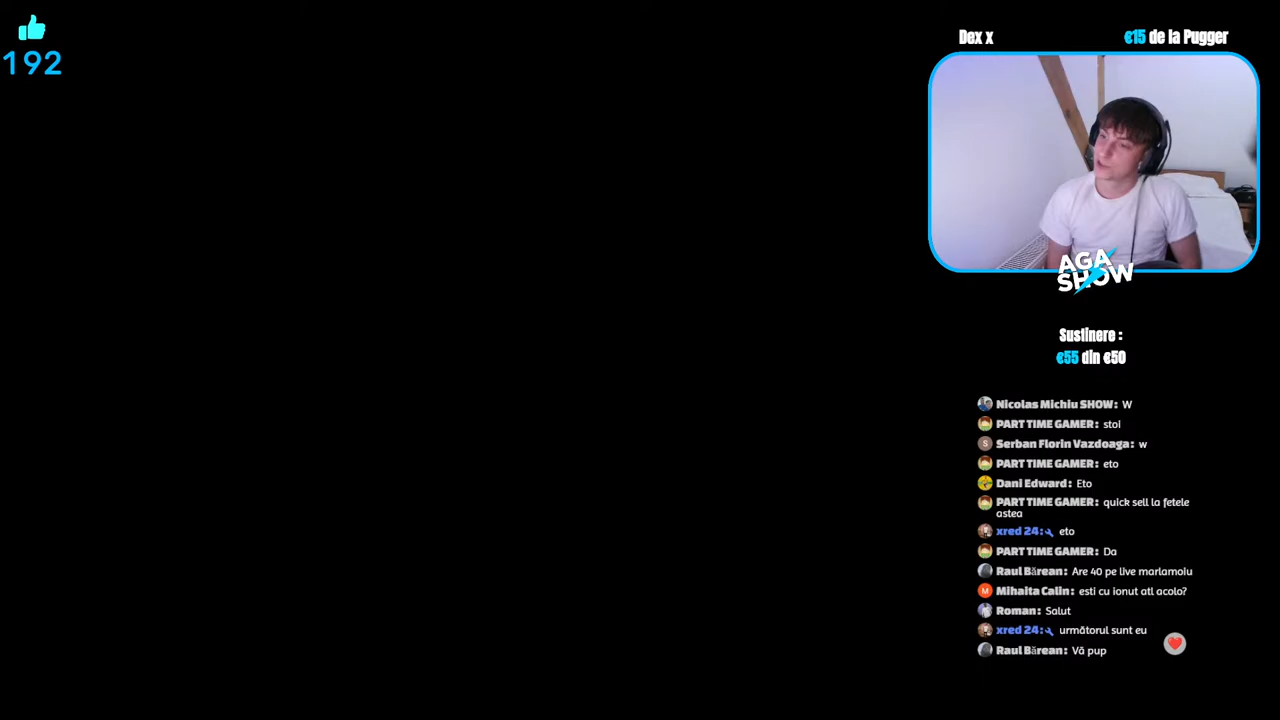 192
Dex x
€15 de la Pugger
AGA
SHOW
Sustinere :
€55 din €50
Nicolas Michiu SHOW: W
PART TIME GAMER: stoi
S Serban Florin Vazdoaga: w
PART TIME GAMER: eto
Dani Edward: Eto
PART TIME GAMER: quick sell la fetele
astea
xred 24: eto
PART TIME GAMER: Da
Raul Bărean: Are 40 pe live marlamoiu
M Mihaita Calin: esti cu ionut atl acolo?
Roman: Salut
xred 24: următorul sunt eu
Raul Bărean: Vă pup